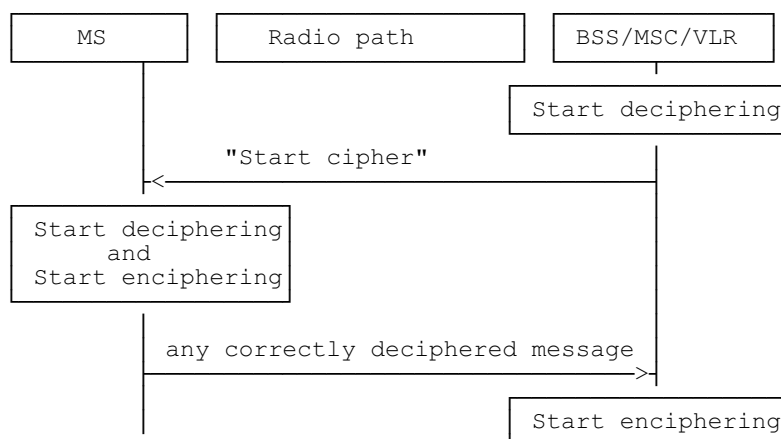 MS Radio path BSS/MSC/VLR
Start deciphering
"Start cipher"
Start deciphering
and
Start enciphering
any correctly deciphered message
Start enciphering